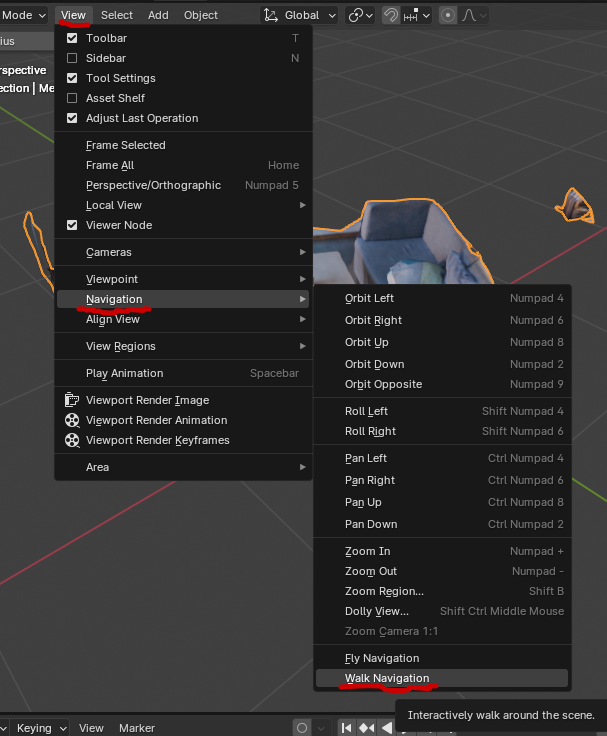 Mode View Select Add Object Global
ius
rspective
ection | Me
Toolbar T
Sidebar N
Tool Settings
Asset Shelf
Adjust Last Operation
Frame Selected
Frame All Home
Perspective/Orthographic Numpad 5
Local View
Viewer Node
Cameras
Viewpoint
Navigation
Align View
View Regions
Play Animation Spacebar
Viewport Render Image
Viewport Render Animation
Viewport Render Keyframes
Area
Orbit Left Numpad 4
Orbit Right Numpad 6
Orbit Up Numpad 8
Orbit Down Numpad 2
Orbit Opposite Numpad 9
Roll Left Shift Numpad 4
Roll Right Shift Numpad 6
Pan Left Ctrl Numpad 4
Pan Right Ctrl Numpad 6
Pan Up Ctrl Numpad 8
Pan Down Ctrl Numpad 2
Zoom In Numpad +
Zoom Out Numpad -
Zoom Region... Shift B
Dolly View... Shift Ctrl Middle Mouse
Zoom Camera 1:1
Fly Navigation
Walk Navigation
Interactively walk around the scene.
Keying View Marker